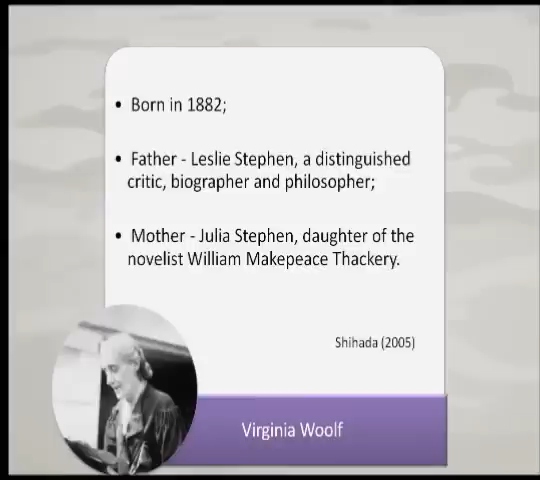 • Born in 1882;
• Father - Leslie Stephen, a distinguished
critic, biographer and philosopher;
• Mother - Julia Stephen, daughter of the
novelist William Makepeace Thackery.
Shihada (2005)
Virginia Woolf